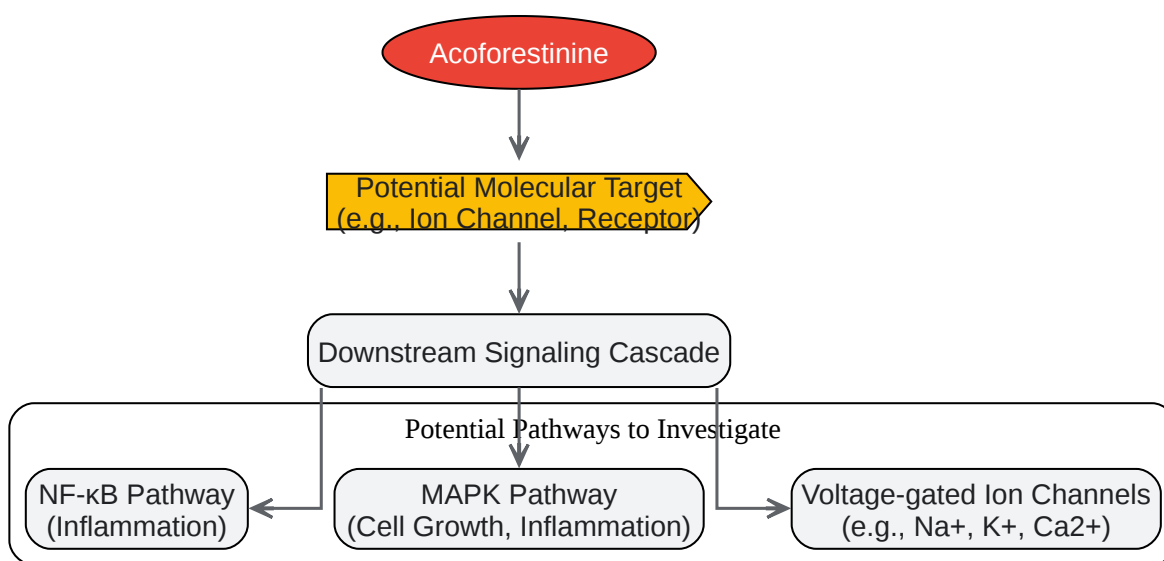 Acoforestinine
Potential Molecular Target
(e.g., Ion Channel, Receptor)
Downstream Signaling Cascade
Potential Pathways to Investigate
NF-κB Pathway
(Inflammation)
MAPK Pathway
(Cell Growth, Inflammation)
Voltage-gated Ion Channels
(e.g., Na+, K+, Ca2+)